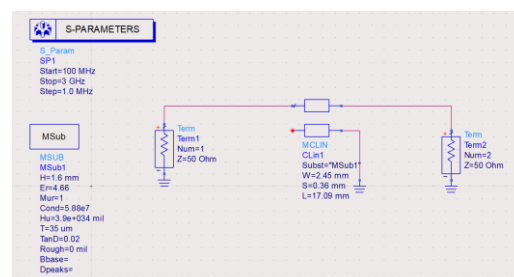 S-PARAMETERS
S_Param
SP1
Start=100 MHz
Stop=3 GHz
Step=1.0 MHz
MSub
MSUB
MSub1
H=1.6 mm
Er=4.66
Mur=1
Cond=5.88e7
Hu=3.9e+034 mil
T=35 um
TanD=0.02
Rough=0 mil
Bbase=
Dpeaks=
Term
Term1
Num=1
Z=50 Ohm
MCLIN
CLin1
Subst="MSub1"
W=2.45 mm
S=0.36 mm
L=17.09 mm
Term
Term2
Num=2
Z=50 Ohm